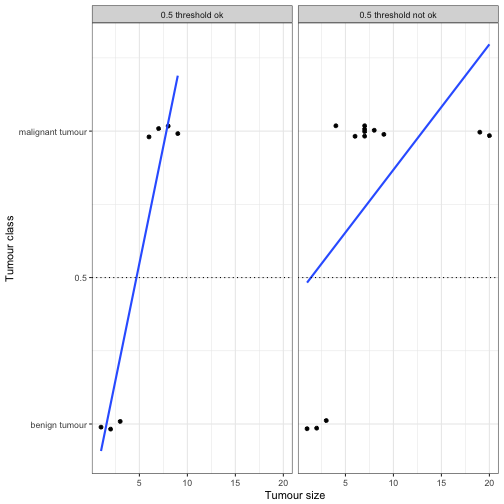 0.5 threshold ok
0.5 threshold not ok
malignant tumour
0.5
benign tumour
Tumour class
5 10 15 20
5 10 15 20
Tumour size